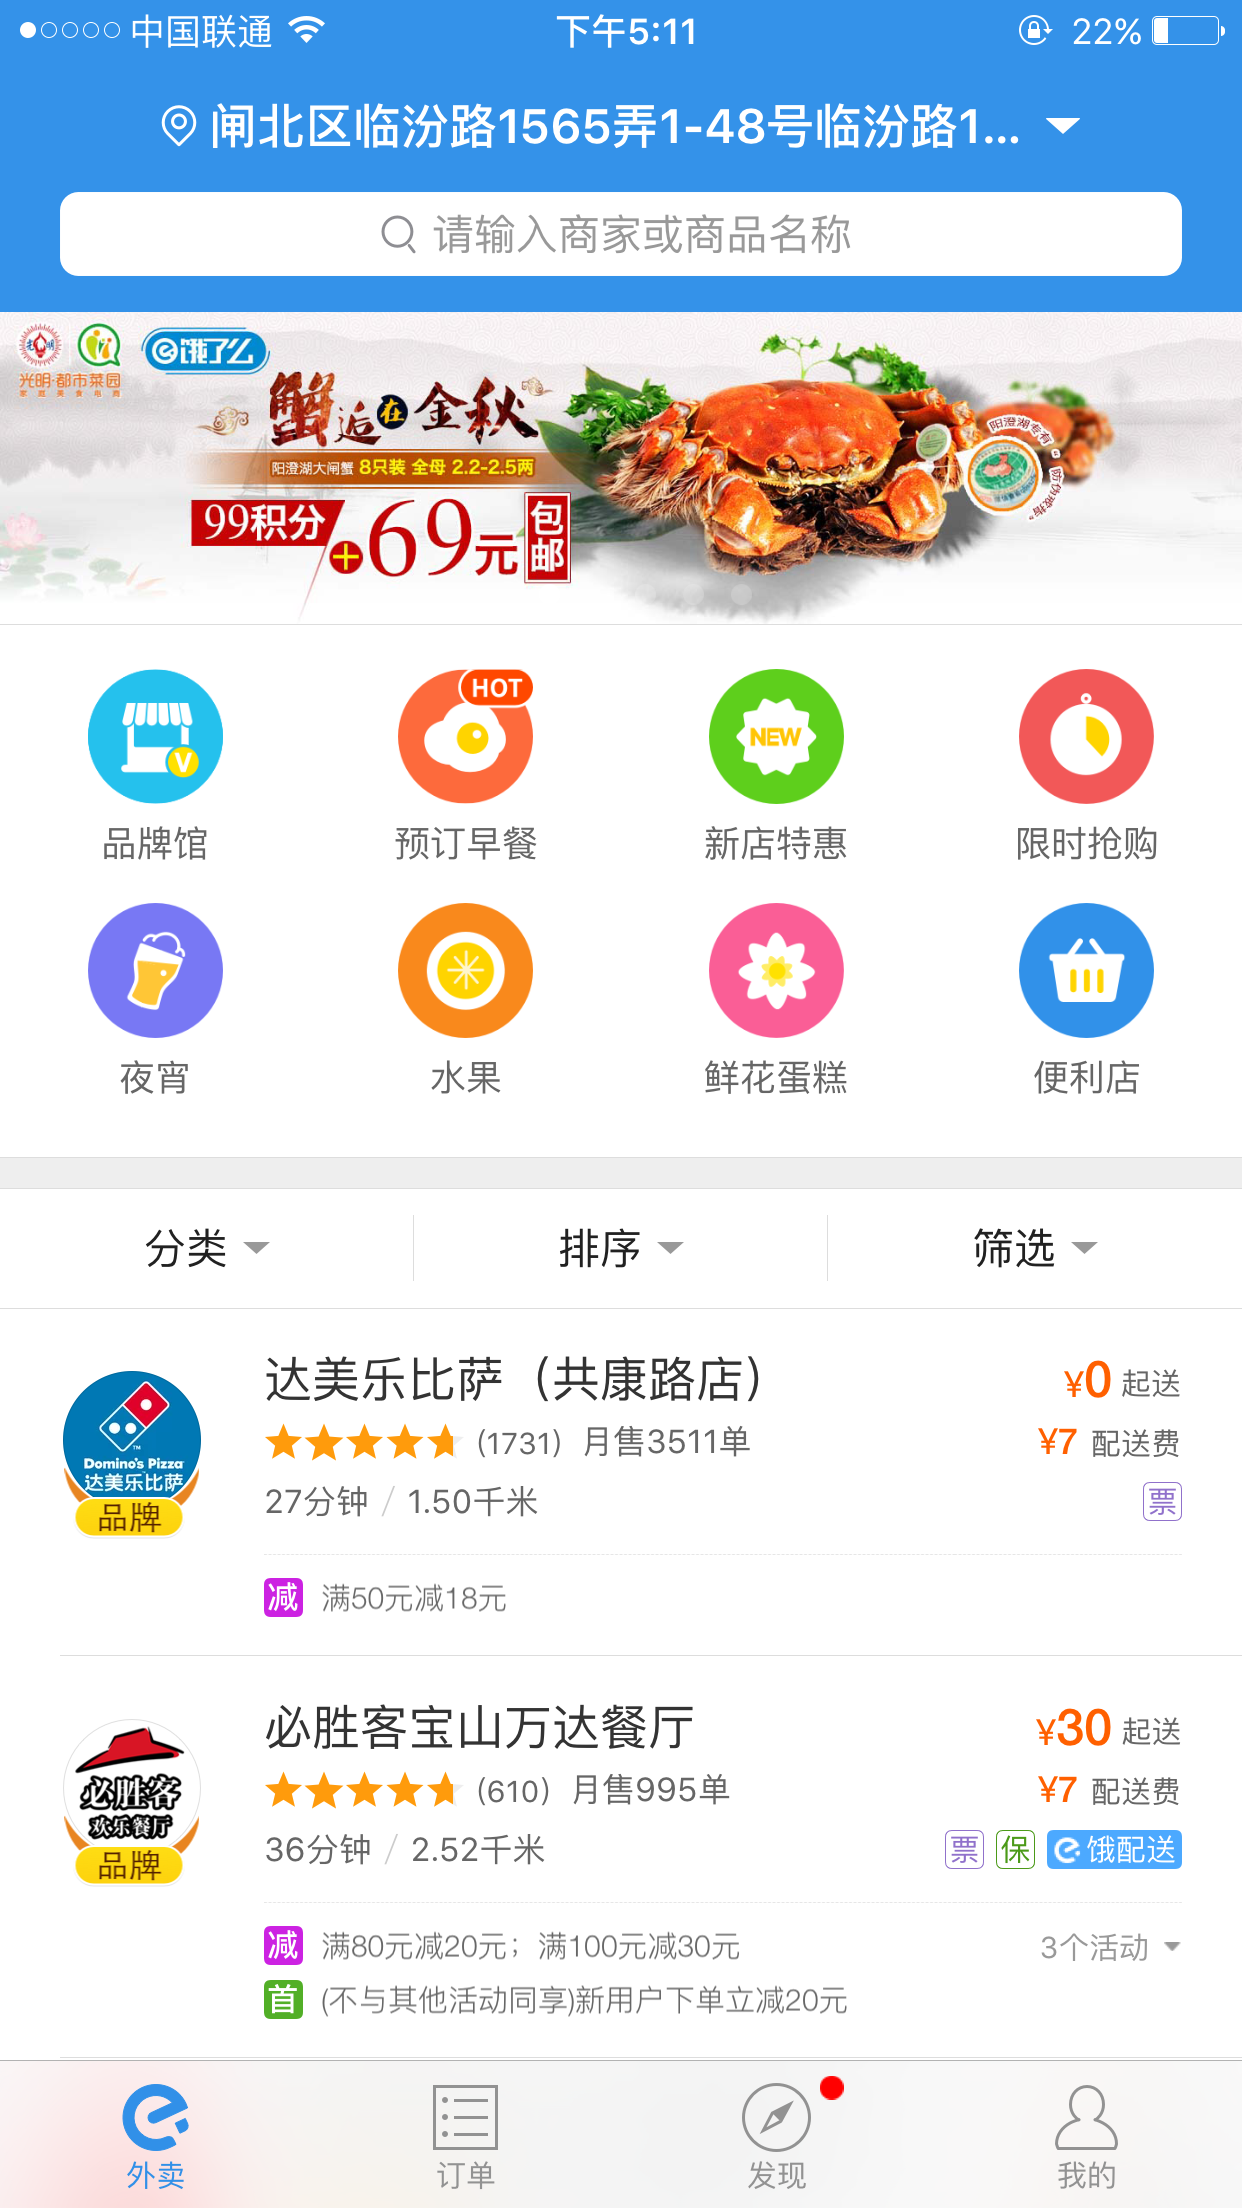 中国联通 下午5:11 22%
闸北区临汾路1565弄1-48号临汾路1...
请输入商家或商品名称
光明·都市菜园 饿了么
蟹逅在金秋
阳澄湖大闸蟹 8只装 全母 2.2-2.5两
99积分+69元包邮
阳澄湖专有“防伪戒指”
HOT
NEW
V
品牌馆 预订早餐 新店特惠 限时抢购
夜宵 水果 鲜花蛋糕 便利店
分类 排序 筛选
达美乐比萨（共康路店） ¥0 起送
(1731) 月售3511单 ¥7 配送费
Domino's Pizza
达美乐比萨
品牌
27分钟 / 1.50千米 票
减 满50元减18元
必胜客宝山万达餐厅 ¥30 起送
(610) 月售995单 ¥7 配送费
必胜客
欢乐餐厅
品牌
36分钟 / 2.52千米 票 保 饿配送
减 满80元减20元；满100元减30元 3个活动
首 (不与其他活动同享)新用户下单立减20元
外卖 订单 发现 我的